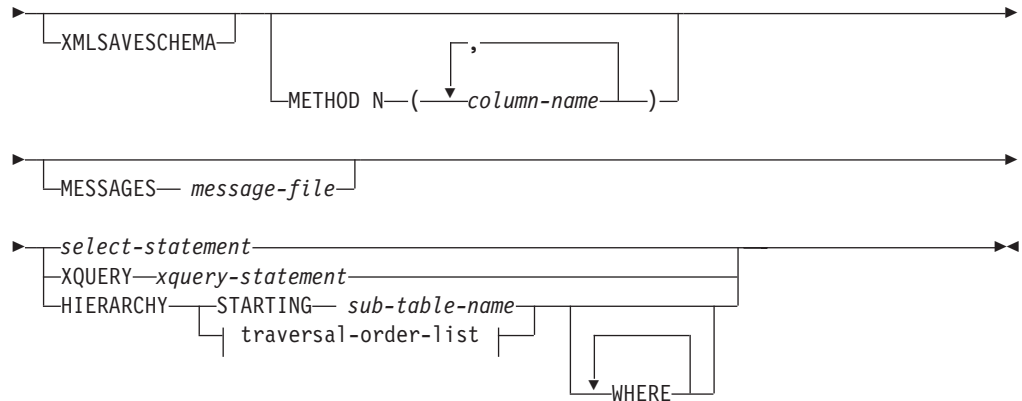 XMLSAVESCHEMA
,
METHOD N ( column-name )
MESSAGES message-file
select-statement
XQUERY xquery-statement
HIERARCHY STARTING sub-table-name
traversal-order-list
WHERE